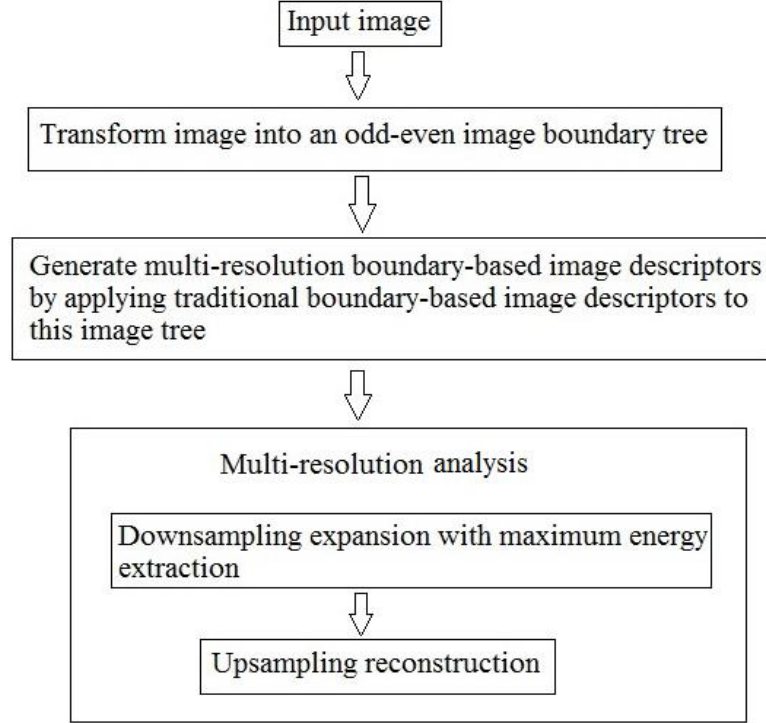 Input image
Transform image into an odd-even image boundary tree
Generate multi-resolution boundary-based image descriptors
by applying traditional boundary-based image descriptors to
this image tree
Multi-resolution analysis
Downsampling expansion with maximum energy
extraction
Upsampling reconstruction